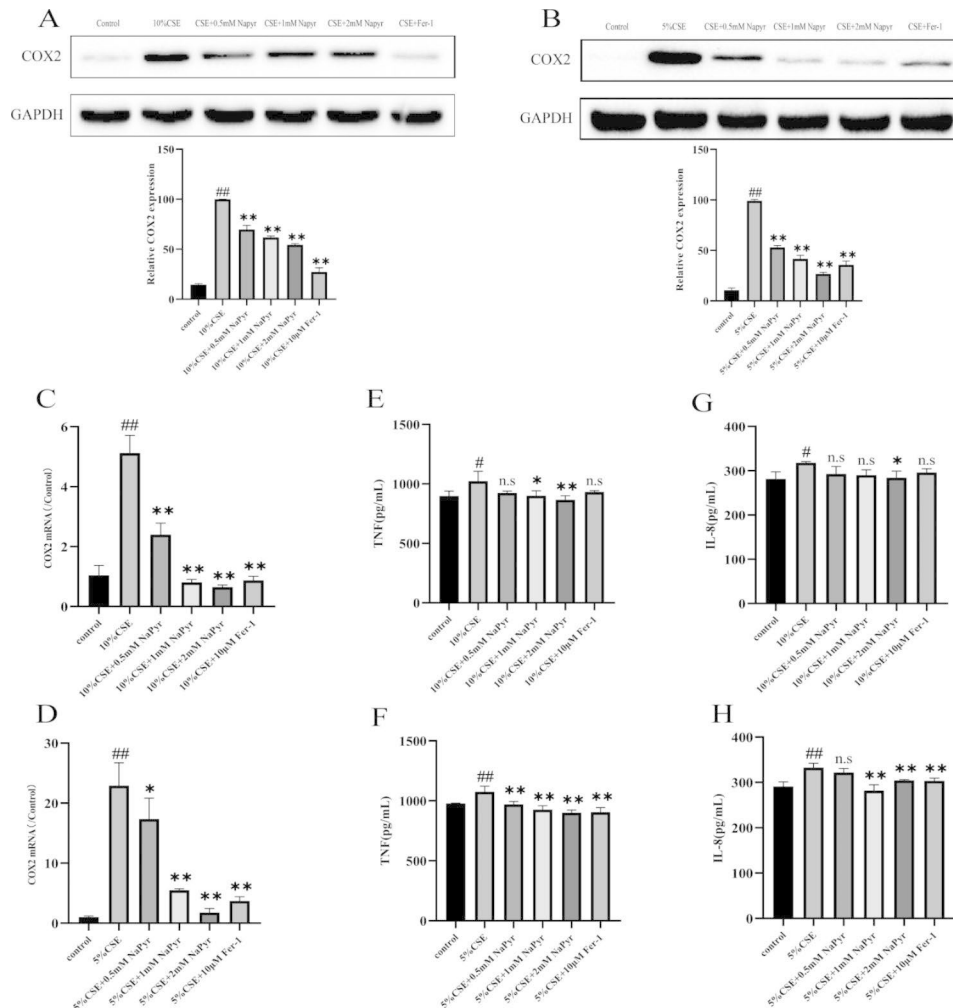 A
Control 10%CSE CSE+0.5mM Napyr CSE+1mM Napyr CSE+2mM Napyr CSE+Fer-1
COX2
GAPDH
Relative COX2 expression
150
100
50
0
##
**
**
**
**
control
10%CSE
10%CSE+0.5mM NaPyr
10%CSE+1mM NaPyr
10%CSE+2mM NaPyr
10%CSE+10μM Fer-1
B
Control 5%CSE CSE+0.5mM Napyr CSE+1mM Napyr CSE+2mM Napyr CSE+Fer-1
COX2
GAPDH
Relative COX2 expression
150
100
50
0
##
**
**
**
**
control
5%CSE
5%CSE+0.5mM NaPyr
5%CSE+1mM NaPyr
5%CSE+2mM NaPyr
5%CSE+10μM Fer-1
C
COX2 mRNA(/Control)
6
4
2
0
##
**
**
**
**
control
10%CSE
10%CSE+0.5mM NaPyr
10%CSE+1mM NaPyr
10%CSE+2mM NaPyr
10%CSE+10μM Fer-1
E
TNF(pg/mL)
1500
1000
500
0
#
n.s
*
**
n.s
control
10%CSE
10%CSE+0.5mM NaPyr
10%CSE+1mM NaPyr
10%CSE+2mM NaPyr
10%CSE+10μM Fer-1
G
IL-8(pg/mL)
400
300
200
100
0
#
n.s
n.s
*
n.s
control
10%CSE
10%CSE+0.5mM NaPyr
10%CSE+1mM NaPyr
10%CSE+2mM NaPyr
10%CSE+10μM Fer-1
D
COX2 mRNA(/Control)
30
20
10
0
##
*
**
**
**
control
5%CSE
5%CSE+0.5mM NaPyr
5%CSE+1mM NaPyr
5%CSE+2mM NaPyr
5%CSE+10μM Fer-1
F
TNF(pg/mL)
1500
1000
500
0
##
**
**
**
**
control
5%CSE
5%CSE+0.5mM NaPyr
5%CSE+1mM NaPyr
5%CSE+2mM NaPyr
5%CSE+10μM Fer-1
H
IL-8(pg/mL)
400
300
200
100
0
##
n.s
**
**
**
control
5%CSE
5%CSE+0.5mM NaPyr
5%CSE+1mM NaPyr
5%CSE+2mM NaPyr
5%CSE+10μM Fer-1